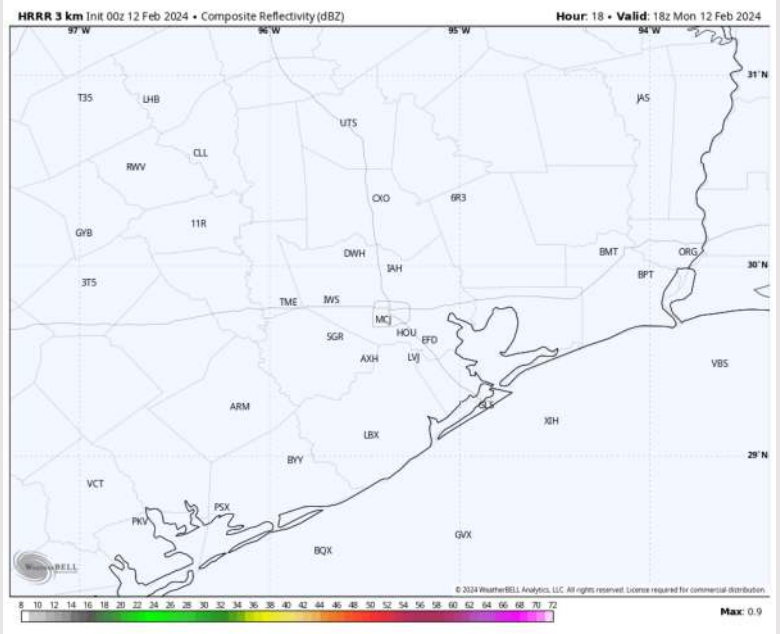 HRRR 3 km Init 00z 12 Feb 2024 • Composite Reflectivity (dBZ) Hour: 18 • Valid: 18z Mon 12 Feb 2024
97°W 96°W 95°W 94°W
31°N
T35 LHB JAS
UTS
CLL
RWV
CXO 6R3
11R
GYB
DWH BMT ORG
30°N
IAH
BPT
3T5
TME IWS
MCJ
HOU
SGR EFD
AXH LVJ
VBS
GLS
ARM
XIH
LBX
29°N
BYY
VCT
PSX
PKV
GVX
BQX
WeatherBELL
© 2024 WeatherBELL Analytics, LLC. All rights reserved. License required for commercial distribution.
8 10 12 14 16 18 20 22 24 26 28 30 32 34 36 38 40 42 44 46 48 50 52 54 56 58 60 62 64 66 68 70 72
Max: 0.9